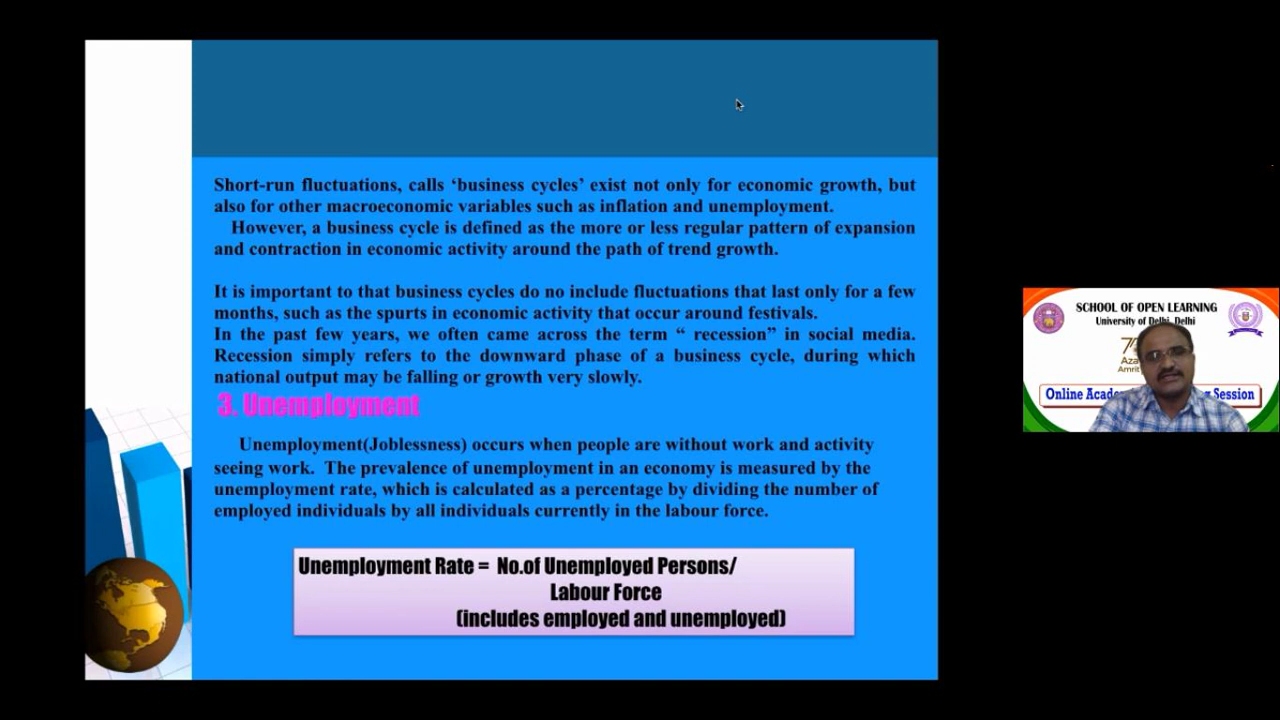 Short-run fluctuations, calls ‘business cycles’ exist not only for economic growth, but
also for other macroeconomic variables such as inflation and unemployment.
However, a business cycle is defined as the more or less regular pattern of expansion
and contraction in economic activity around the path of trend growth.
It is important to that business cycles do no include fluctuations that last only for a few
months, such as the spurts in economic activity that occur around festivals.
In the past few years, we often came across the term “ recession” in social media.
Recession simply refers to the downward phase of a business cycle, during which
national output may be falling or growth very slowly.
3. Unemployment
Unemployment(Joblessness) occurs when people are without work and activity
seeing work. The prevalence of unemployment in an economy is measured by the
unemployment rate, which is calculated as a percentage by dividing the number of
employed individuals by all individuals currently in the labour force.
Unemployment Rate = No.of Unemployed Persons/
Labour Force
(includes employed and unemployed)
SCHOOL OF OPEN LEARNING
University of Delhi, Delhi
Aza
Amrit
Online Acade
Session